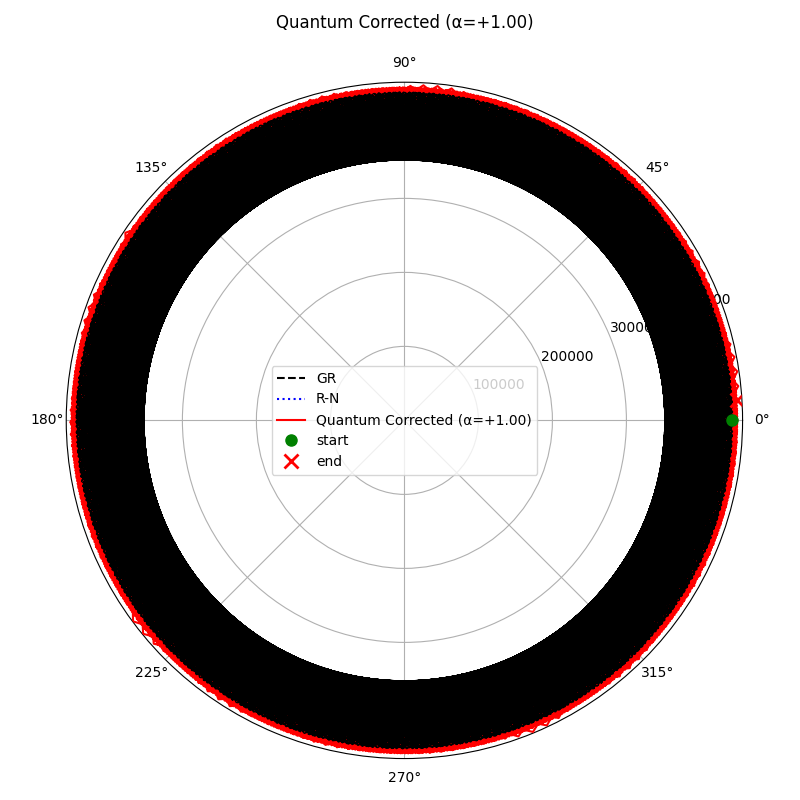 Quantum Corrected (α=+1.00)
90°
135°
45°
300000
200000
100000
GR
R-N
Quantum Corrected (α=+1.00)
start
end
180°
0°
225°
315°
270°